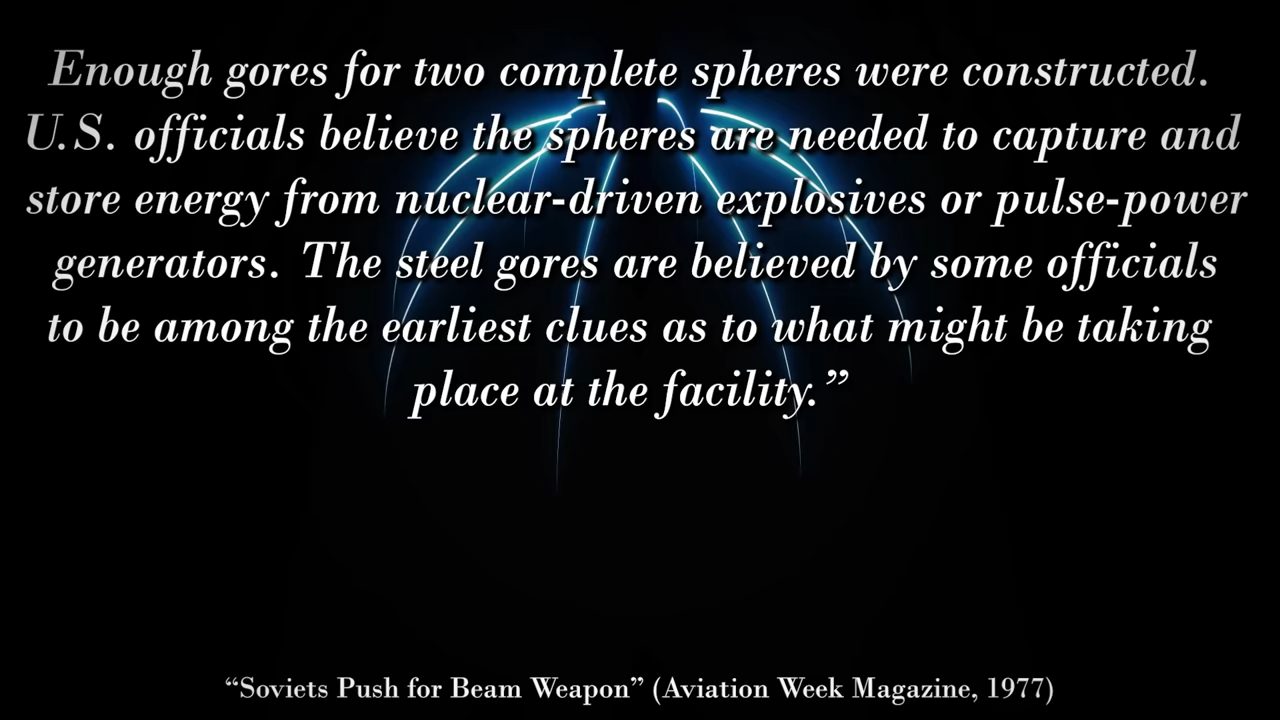 Enough gores for two complete spheres were constructed.
U.S. officials believe the spheres are needed to capture and
store energy from nuclear-driven explosives or pulse-power
generators. The steel gores are believed by some officials
to be among the earliest clues as to what might be taking
place at the facility.”
“Soviets Push for Beam Weapon” (Aviation Week Magazine, 1977)